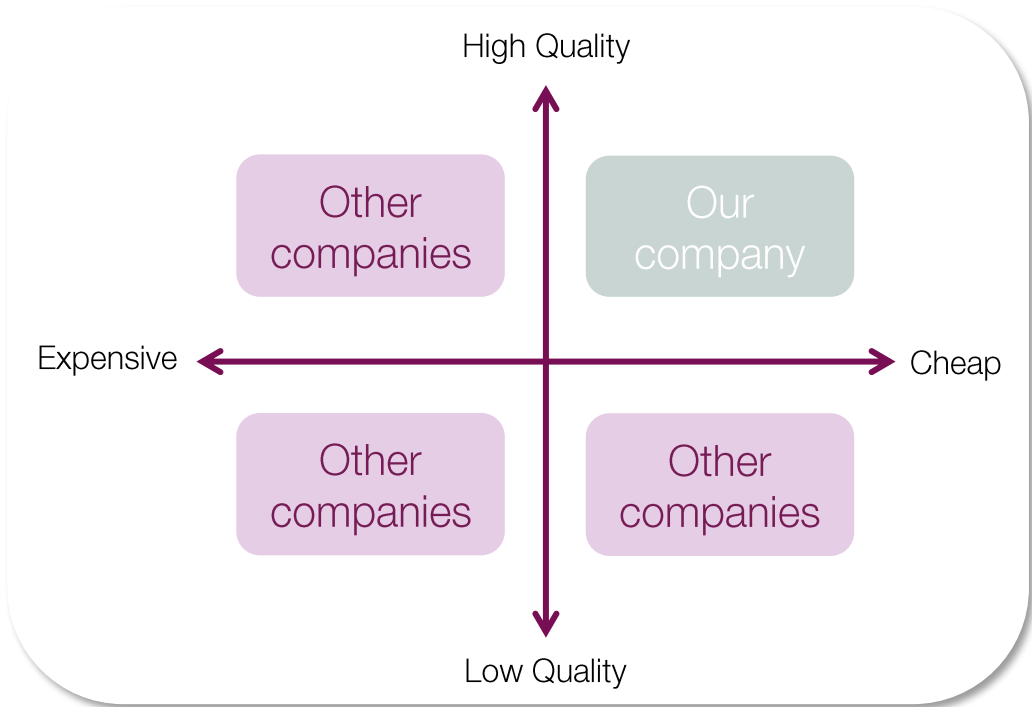 High Quality
Other
companies
Our
company
Expensive
Cheap
Other
companies
Other
companies
Low Quality